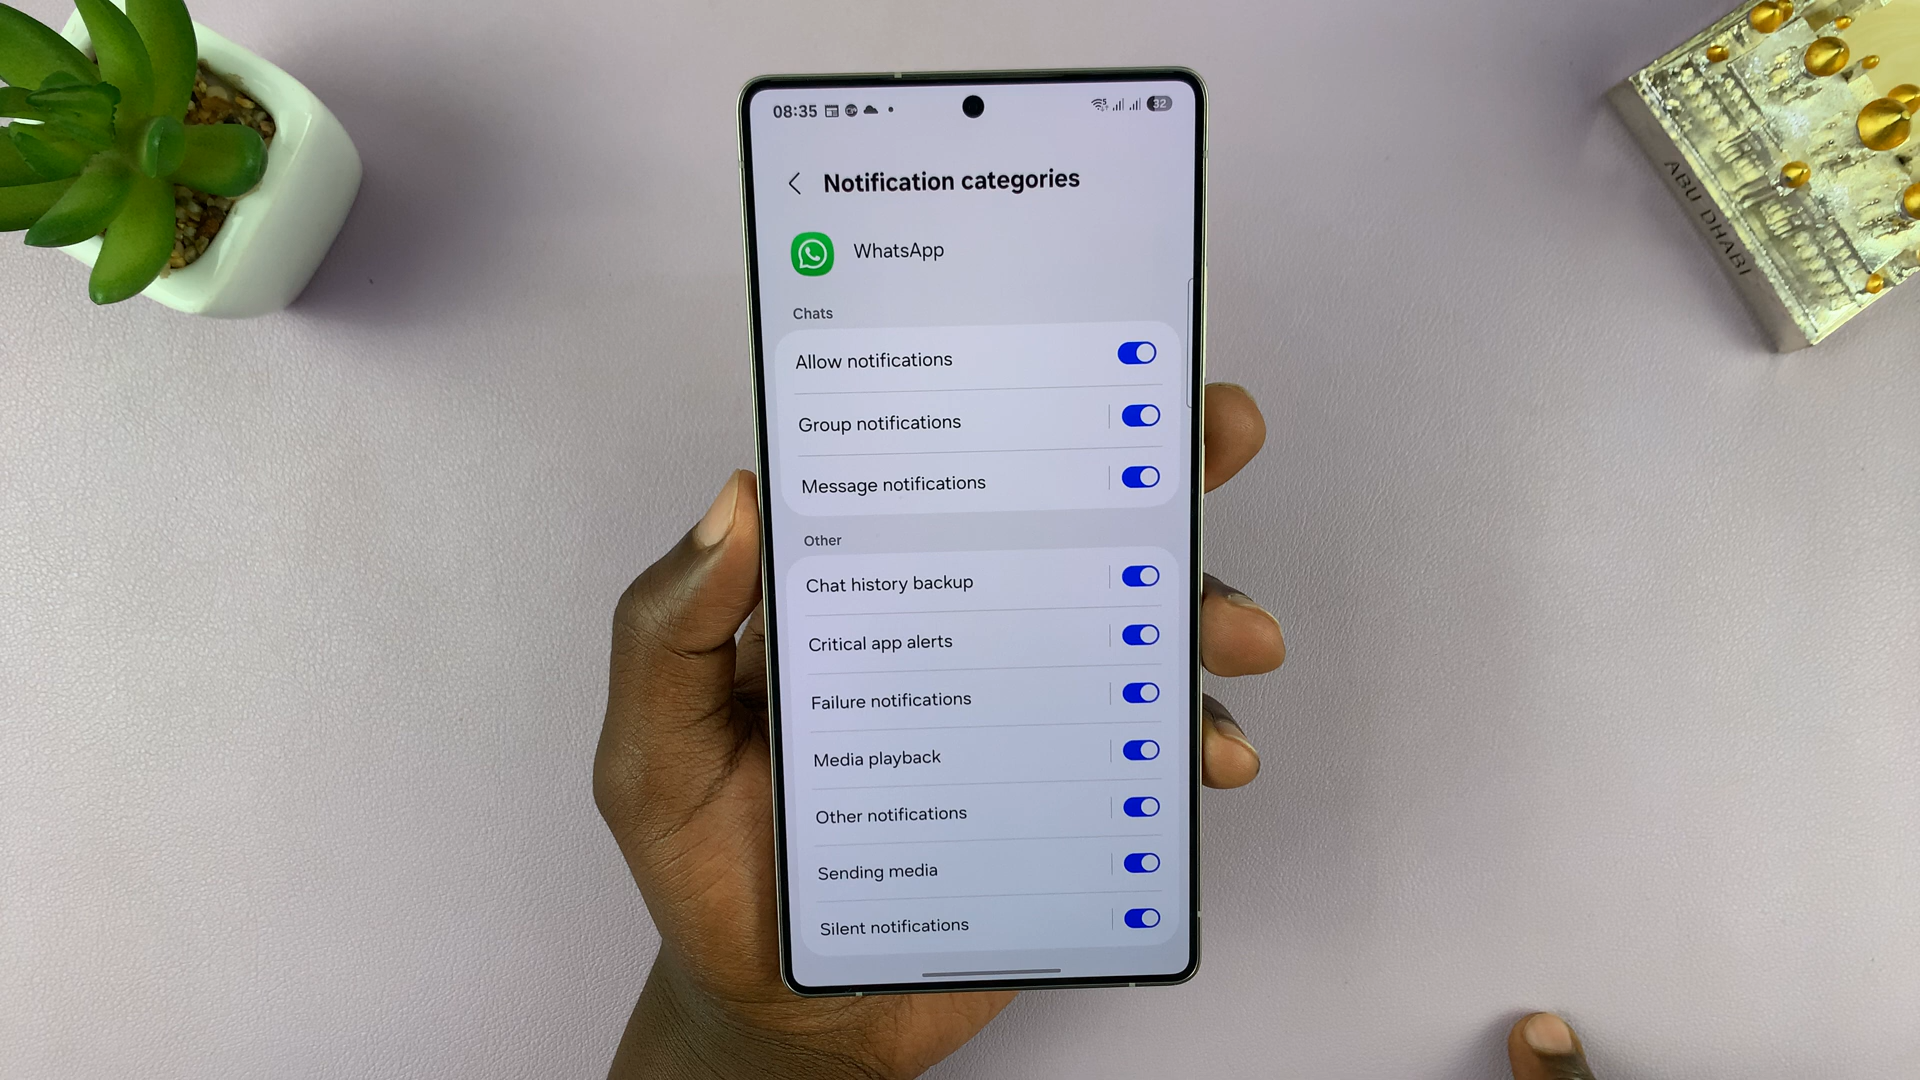 08:35
32
Notification categories
WhatsApp
Chats
Allow notifications
Group notifications
Message notifications
Other
Chat history backup
Critical app alerts
Failure notifications
Media playback
Other notifications
Sending media
Silent notifications
ABU DHABI